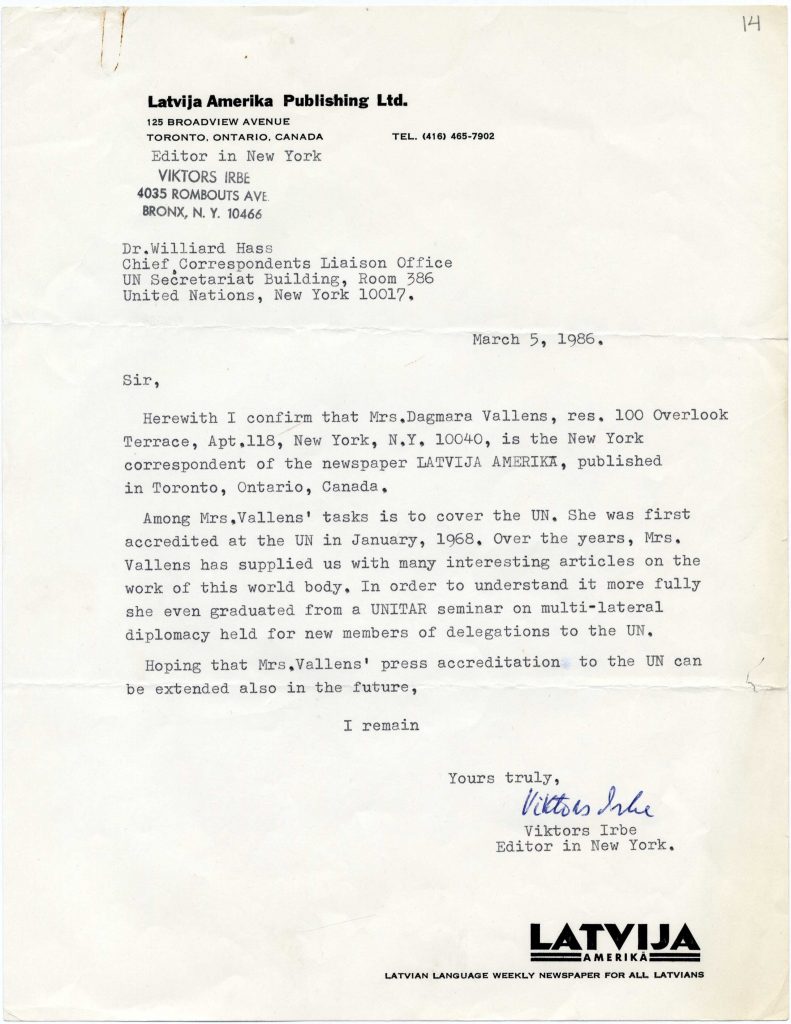 14
Latvija Amerika Publishing Ltd.
125 BROADVIEW AVENUE
TORONTO, ONTARIO, CANADA TEL. (416) 465-7902
Editor in New York
VIKTORS IRBE
4035 ROMBOUTS AVE.
BRONX, N. Y. 10466
Dr.Williard Hass
Chief,Correspondents Liaison Office
UN Secretariat Building, Room 386
United Nations, New York 10017.
March 5, 1986.
Sir,
Herewith I confirm that Mrs.Dagmara Vallens, res. 100 Overlook
Terrace, Apt.118, New York, N.Y. 10040, is the New York
correspondent of the newspaper LATVIJA AMERIKĀ, published
in Toronto, Ontario, Canada.
Among Mrs.Vallens' tasks is to cover the UN. She was first
accredited at the UN in January, 1968. Over the years, Mrs.
Vallens has supplied us with many interesting articles on the
work of this world body. In order to understand it more fully
she even graduated from a UNITAR seminar on multi-lateral
diplomacy held for new members of delegations to the UN.
Hoping that Mrs.Vallens' press accreditation to the UN can
be extended also in the future,
I remain
Yours truly,
Viktors Irbe
Viktors Irbe
Editor in New York.
LATVIJA
AMERIKĀ
LATVIAN LANGUAGE WEEKLY NEWSPAPER FOR ALL LATVIANS